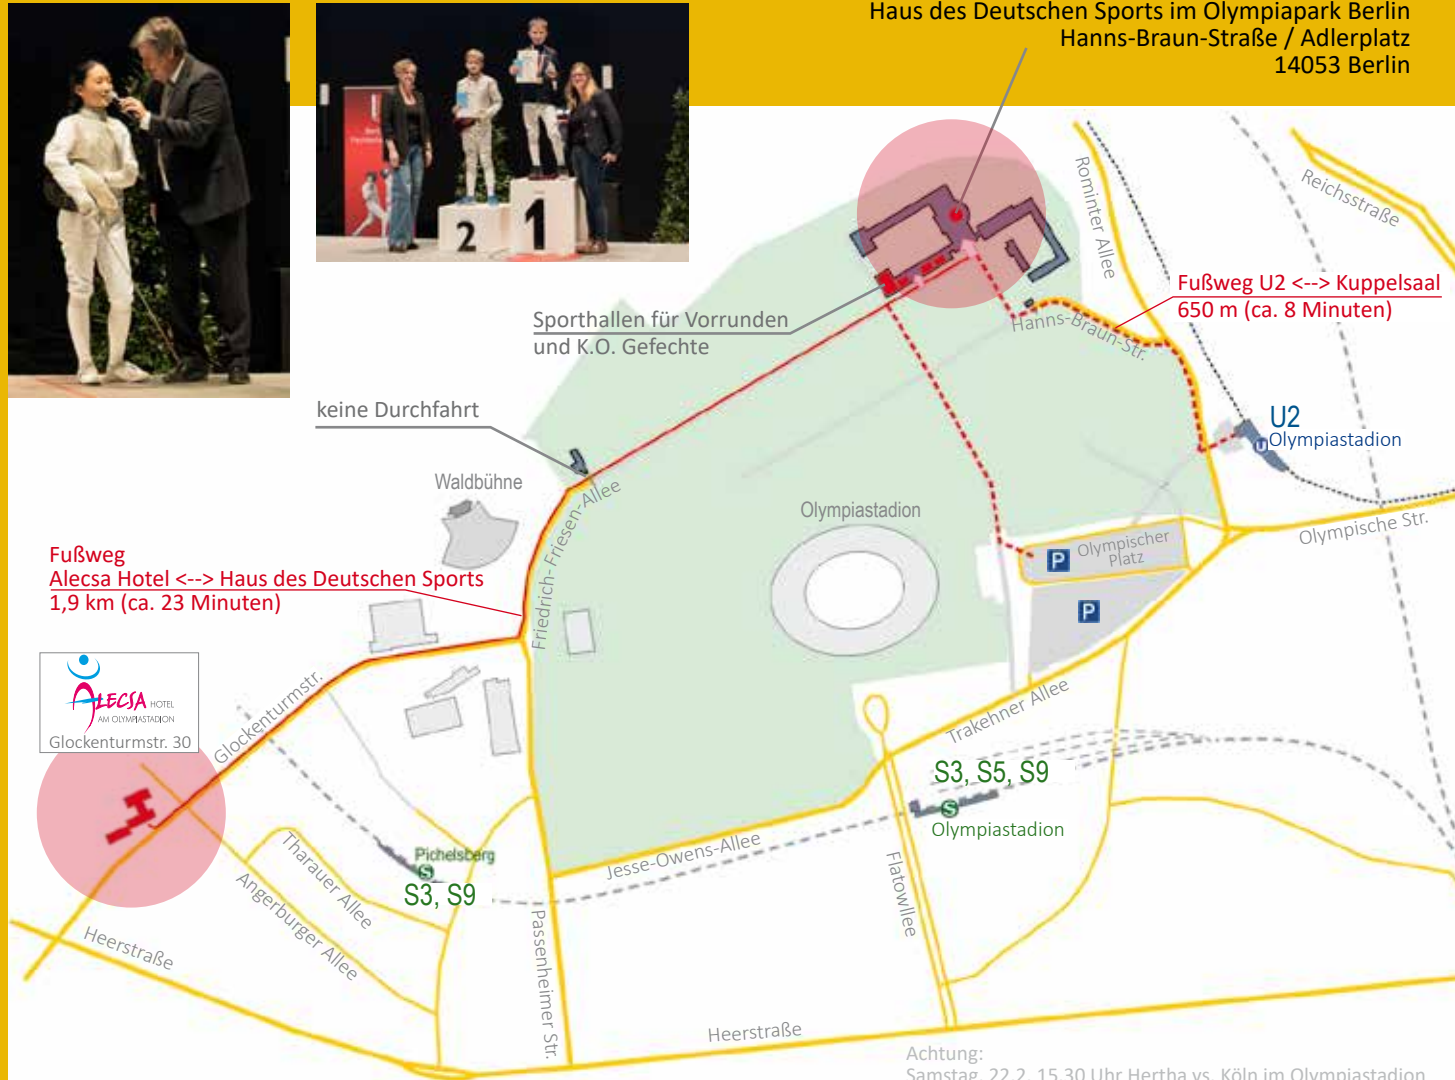 Haus des Deutschen Sports im Olympiapark Berlin
Hanns-Braun-Straße / Adlerplatz
14053 Berlin
2
1
Rominter Allee
Reichsstraße
Fußweg U2 <--> Kuppelsaal
650 m (ca. 8 Minuten)
Hanns-Braun-Str.
Sporthallen für Vorrunden
und K.O. Gefechte
keine Durchfahrt
U2
U
Olympiastadion
Waldbühne
Friedrich-Friesen-Allee
Olympiastadion
Olympische Str.
P
Olympischer
Platz
P
Fußweg
Alecsa Hotel <--> Haus des Deutschen Sports
1,9 km (ca. 23 Minuten)
ALECSA HOTEL
AM OLYMPIASTADION
Glockenturmstr. 30
Glockenturmstr.
Trakehner Allee
S3, S5, S9
S
Olympiastadion
Jesse-Owens-Allee
Flatowllee
Pichelsberg
S
S3, S9
Tharauer Allee
Angerburger Allee
Passenheimer Str.
Heerstraße
Heerstraße
Achtung:
Samstag, 22.2. 15.30 Uhr Hertha vs. Köln im Olympiastadion